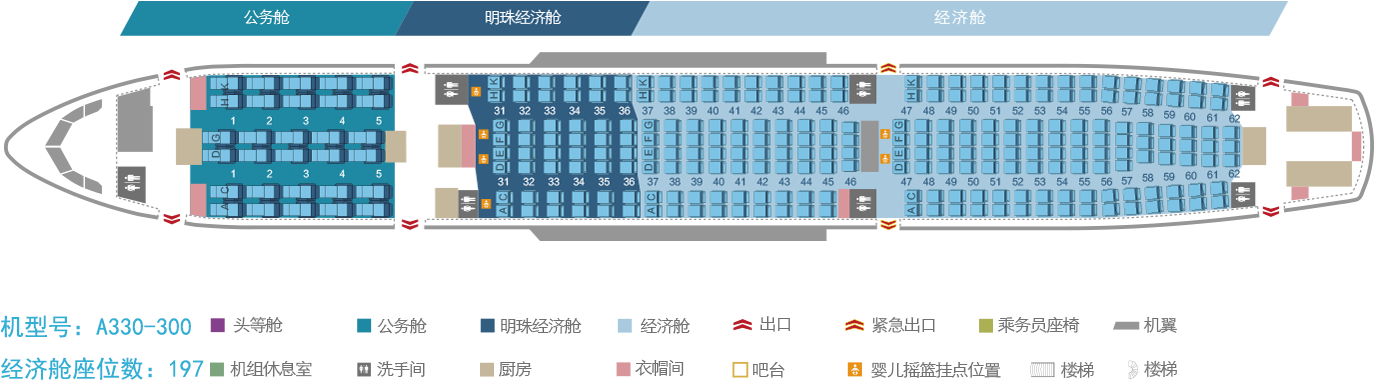 公务舱 明珠经济舱 经济舱
H K H K H K H K
31 32 33 34 35 36 37 38 39 40 41 42 43 44 45 46 47 48 49 50 51 52 53 54 55 56 57 58 59 60 61 62
1 2 3 4 5
D G D E F G D E F G D E F G
1 2 3 4 5
31 32 33 34 35 36 37 38 39 40 41 42 43 44 45 46 47 48 49 50 51 52 53 54 55 56 57 58 59 60 61 62
A C A C A C A C
机型号：A330-300 头等舱 公务舱 明珠经济舱 经济舱 出口 紧急出口 乘务员座椅 机翼
经济舱座位数：197 机组休息室 洗手间 厨房 衣帽间 吧台 婴儿摇篮挂点位置 楼梯 楼梯